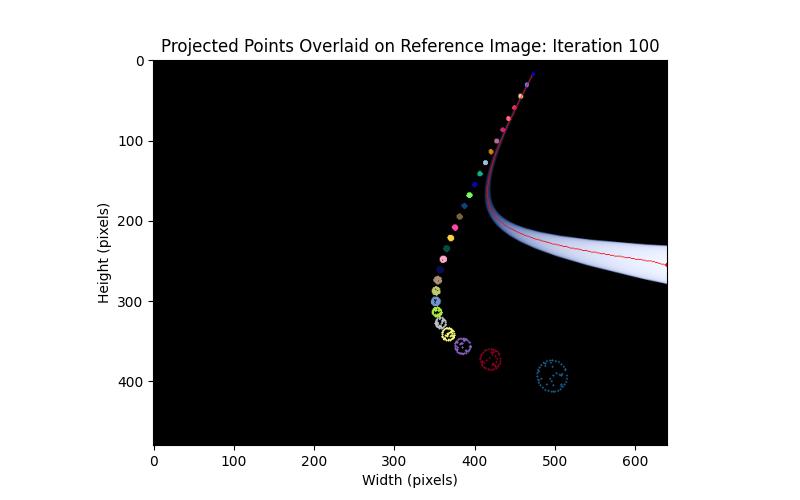 Projected Points Overlaid on Reference Image: Iteration 100
0
100
200
300
400
Height (pixels)
0 100 200 300 400 500 600
Width (pixels)